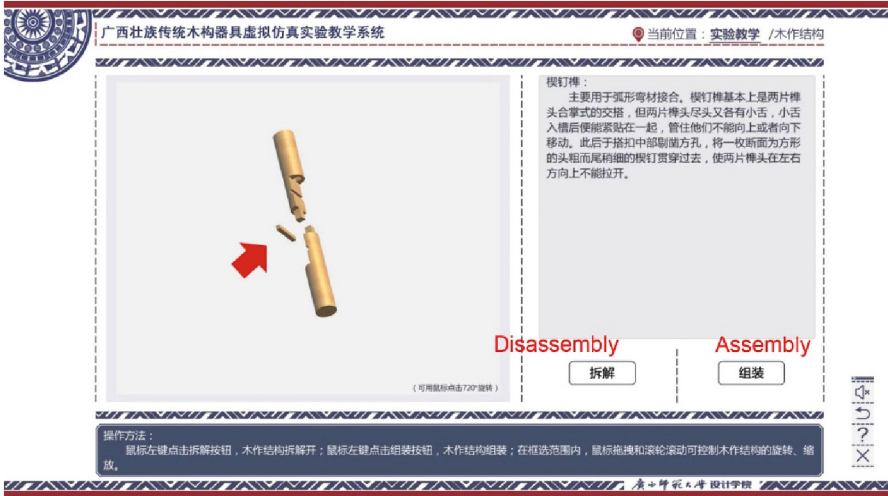 广西壮族传统木构器具虚拟仿真实验教学系统
当前位置：实验教学 /木作结构
楔钉榫：
主要用于弧形弯材接合。楔钉榫基本上是两片榫
头合掌式的交搭，但两片榫头尽头又各有小舌，小舌
入槽后便能紧贴在一起，管住他们不能向上或者向下
移动。此后于搭扣中部剔凿方孔，将一枚断面为方形
的头粗而尾稍细的楔钉贯穿过去，使两片榫头在左右
方向上不能拉开。
Disassembly
Assembly
拆解
组装
（可用鼠标点击720°旋转）
操作方法：
鼠标左键点击拆解按钮，木作结构拆解开；鼠标左键点击组装按钮，木作结构组装；在框选范围内，鼠标拖拽和滚轮滚动可控制木作结构的旋转、缩
放。
广西师范大学 设计学院